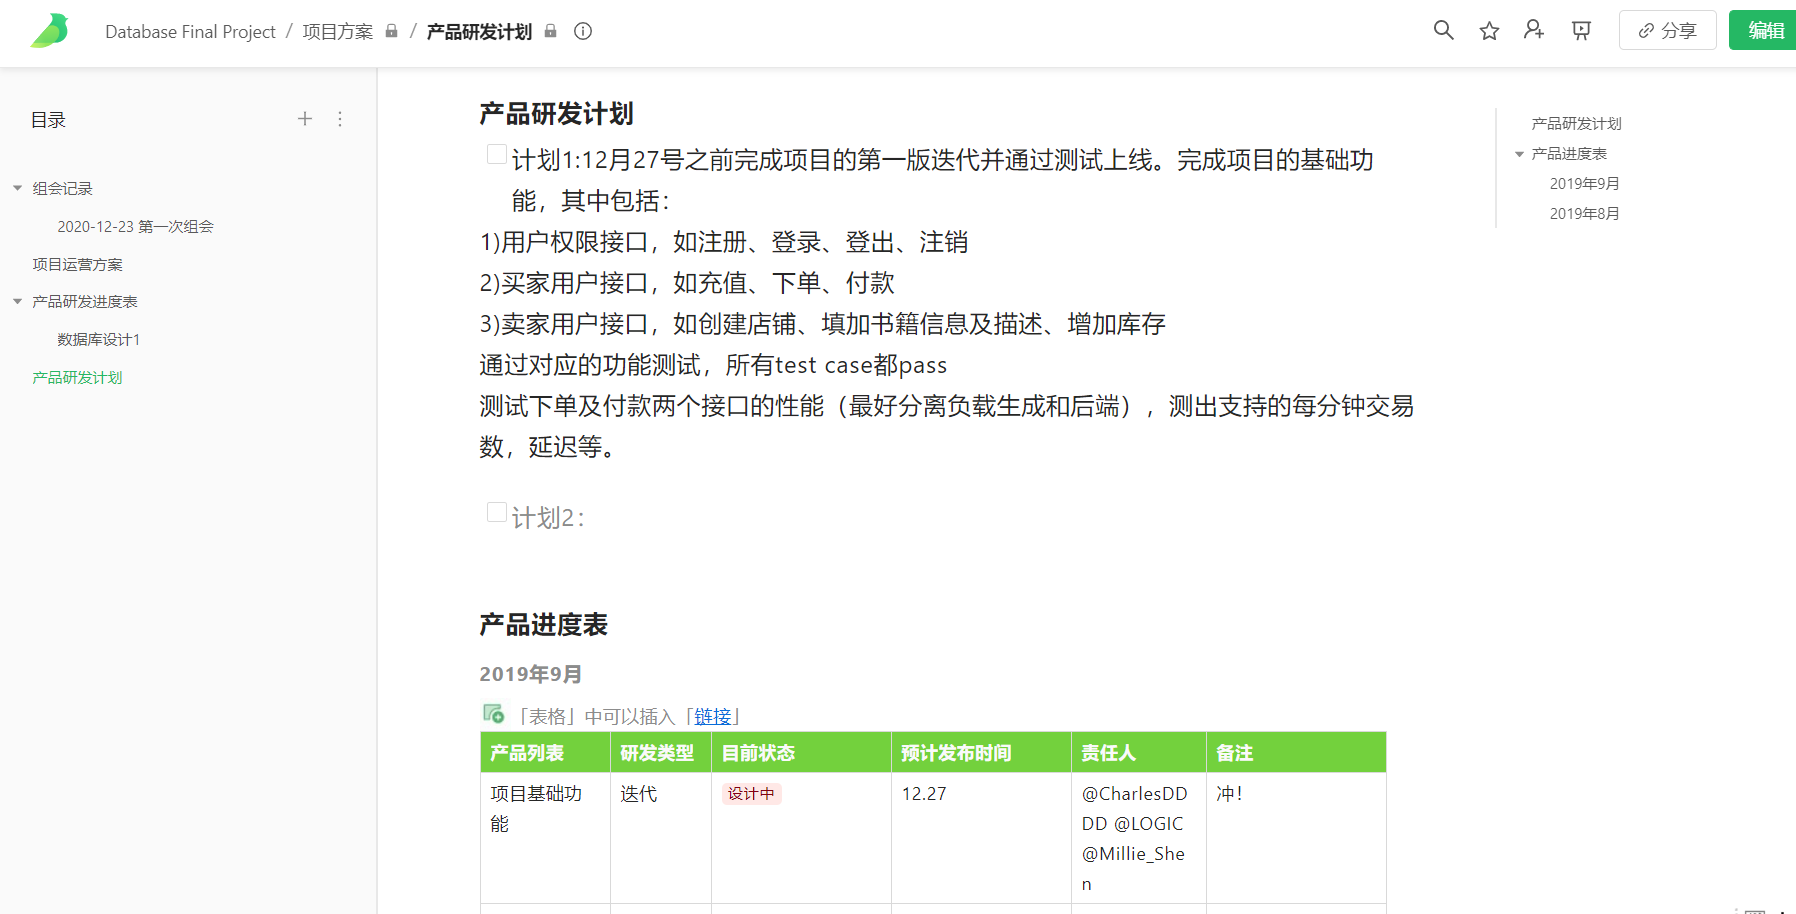 Database Final Project / 项目方案 / 产品研发计划
分享
编辑
目录
组会记录
2020-12-23 第一次组会
项目运营方案
产品研发进度表
数据库设计1
产品研发计划
产品研发计划
计划1:12月27号之前完成项目的第一版迭代并通过测试上线。完成项目的基础功
能，其中包括：
1)用户权限接口，如注册、登录、登出、注销
2)买家用户接口，如充值、下单、付款
3)卖家用户接口，如创建店铺、填加书籍信息及描述、增加库存
通过对应的功能测试，所有test case都pass
测试下单及付款两个接口的性能（最好分离负载生成和后端），测出支持的每分钟交易
数，延迟等。
计划2：
产品进度表
2019年9月
「表格」中可以插入「链接」
产品列表 研发类型 目前状态 预计发布时间 责任人 备注
项目基础功 迭代 设计中 12.27 @CharlesDD 冲！
能 DD @LOGIC
@Millie_She
n
产品研发计划
产品进度表
2019年9月
2019年8月